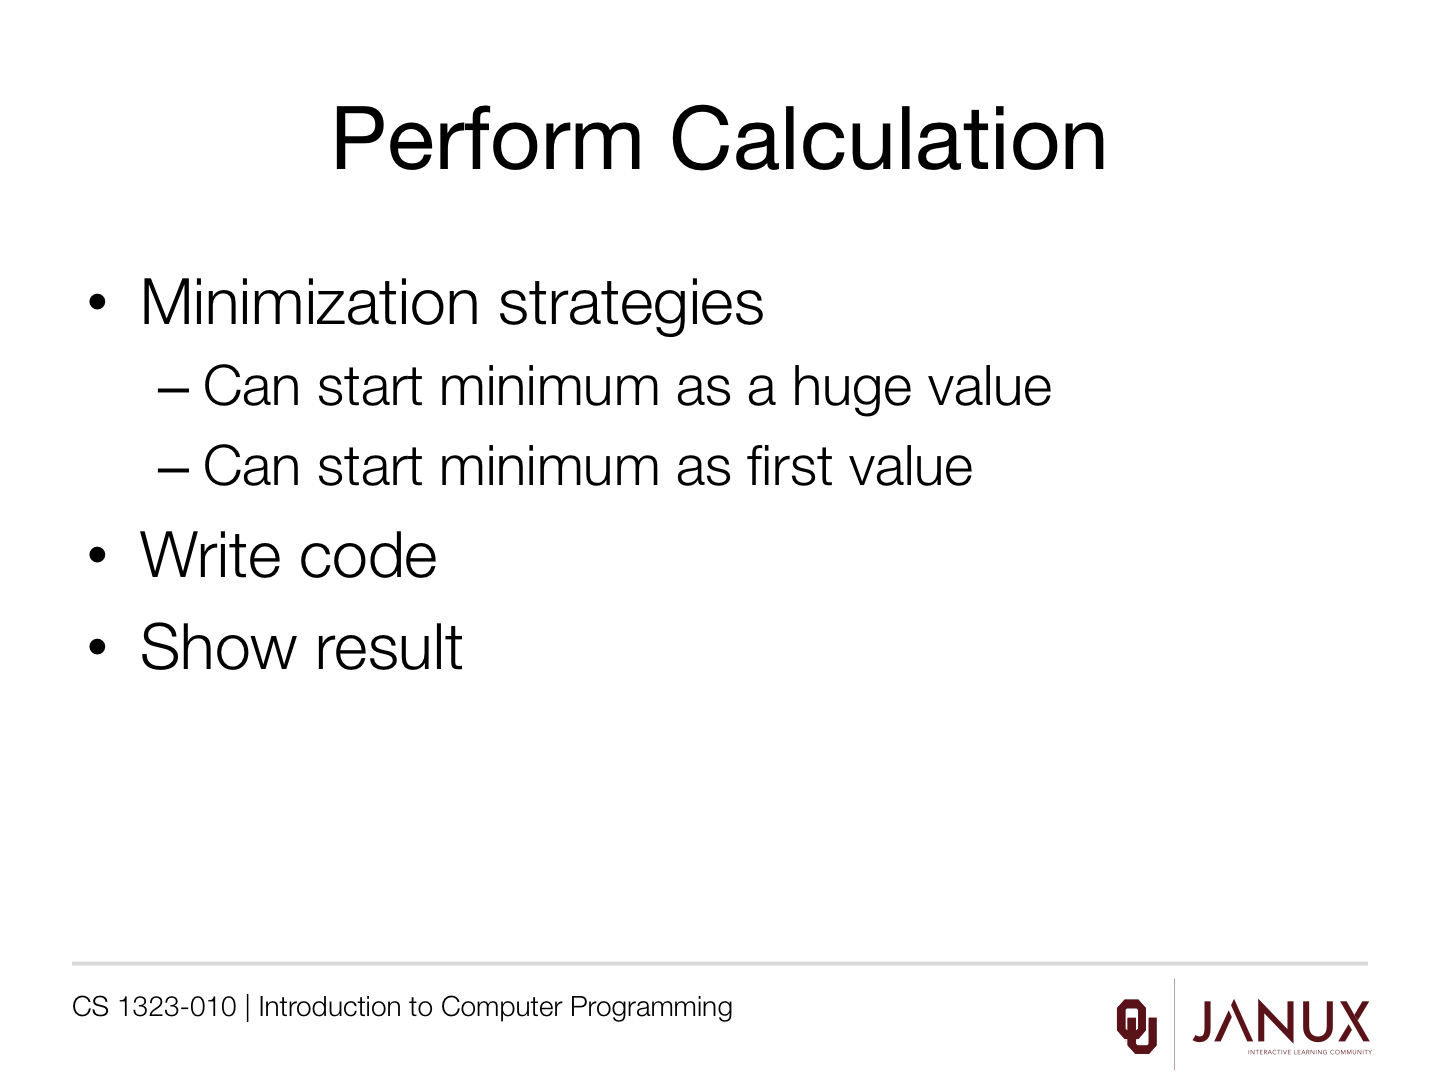 Perform Calculation
• Minimization strategies
– Can start minimum as a huge value
– Can start minimum as first value
• Write code
• Show result
CS 1323-010 | Introduction to Computer Programming
OU
JANUX
INTERACTIVE LEARNING COMMUNITY